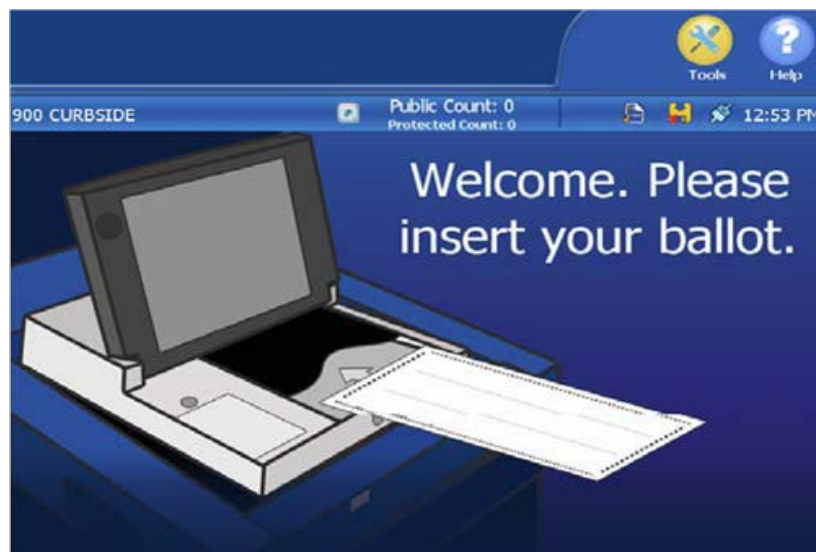 Tools
Help
900 CURBSIDE
Public Count: 0
Protected Count: 0
12:53 PM
Welcome. Please
insert your ballot.